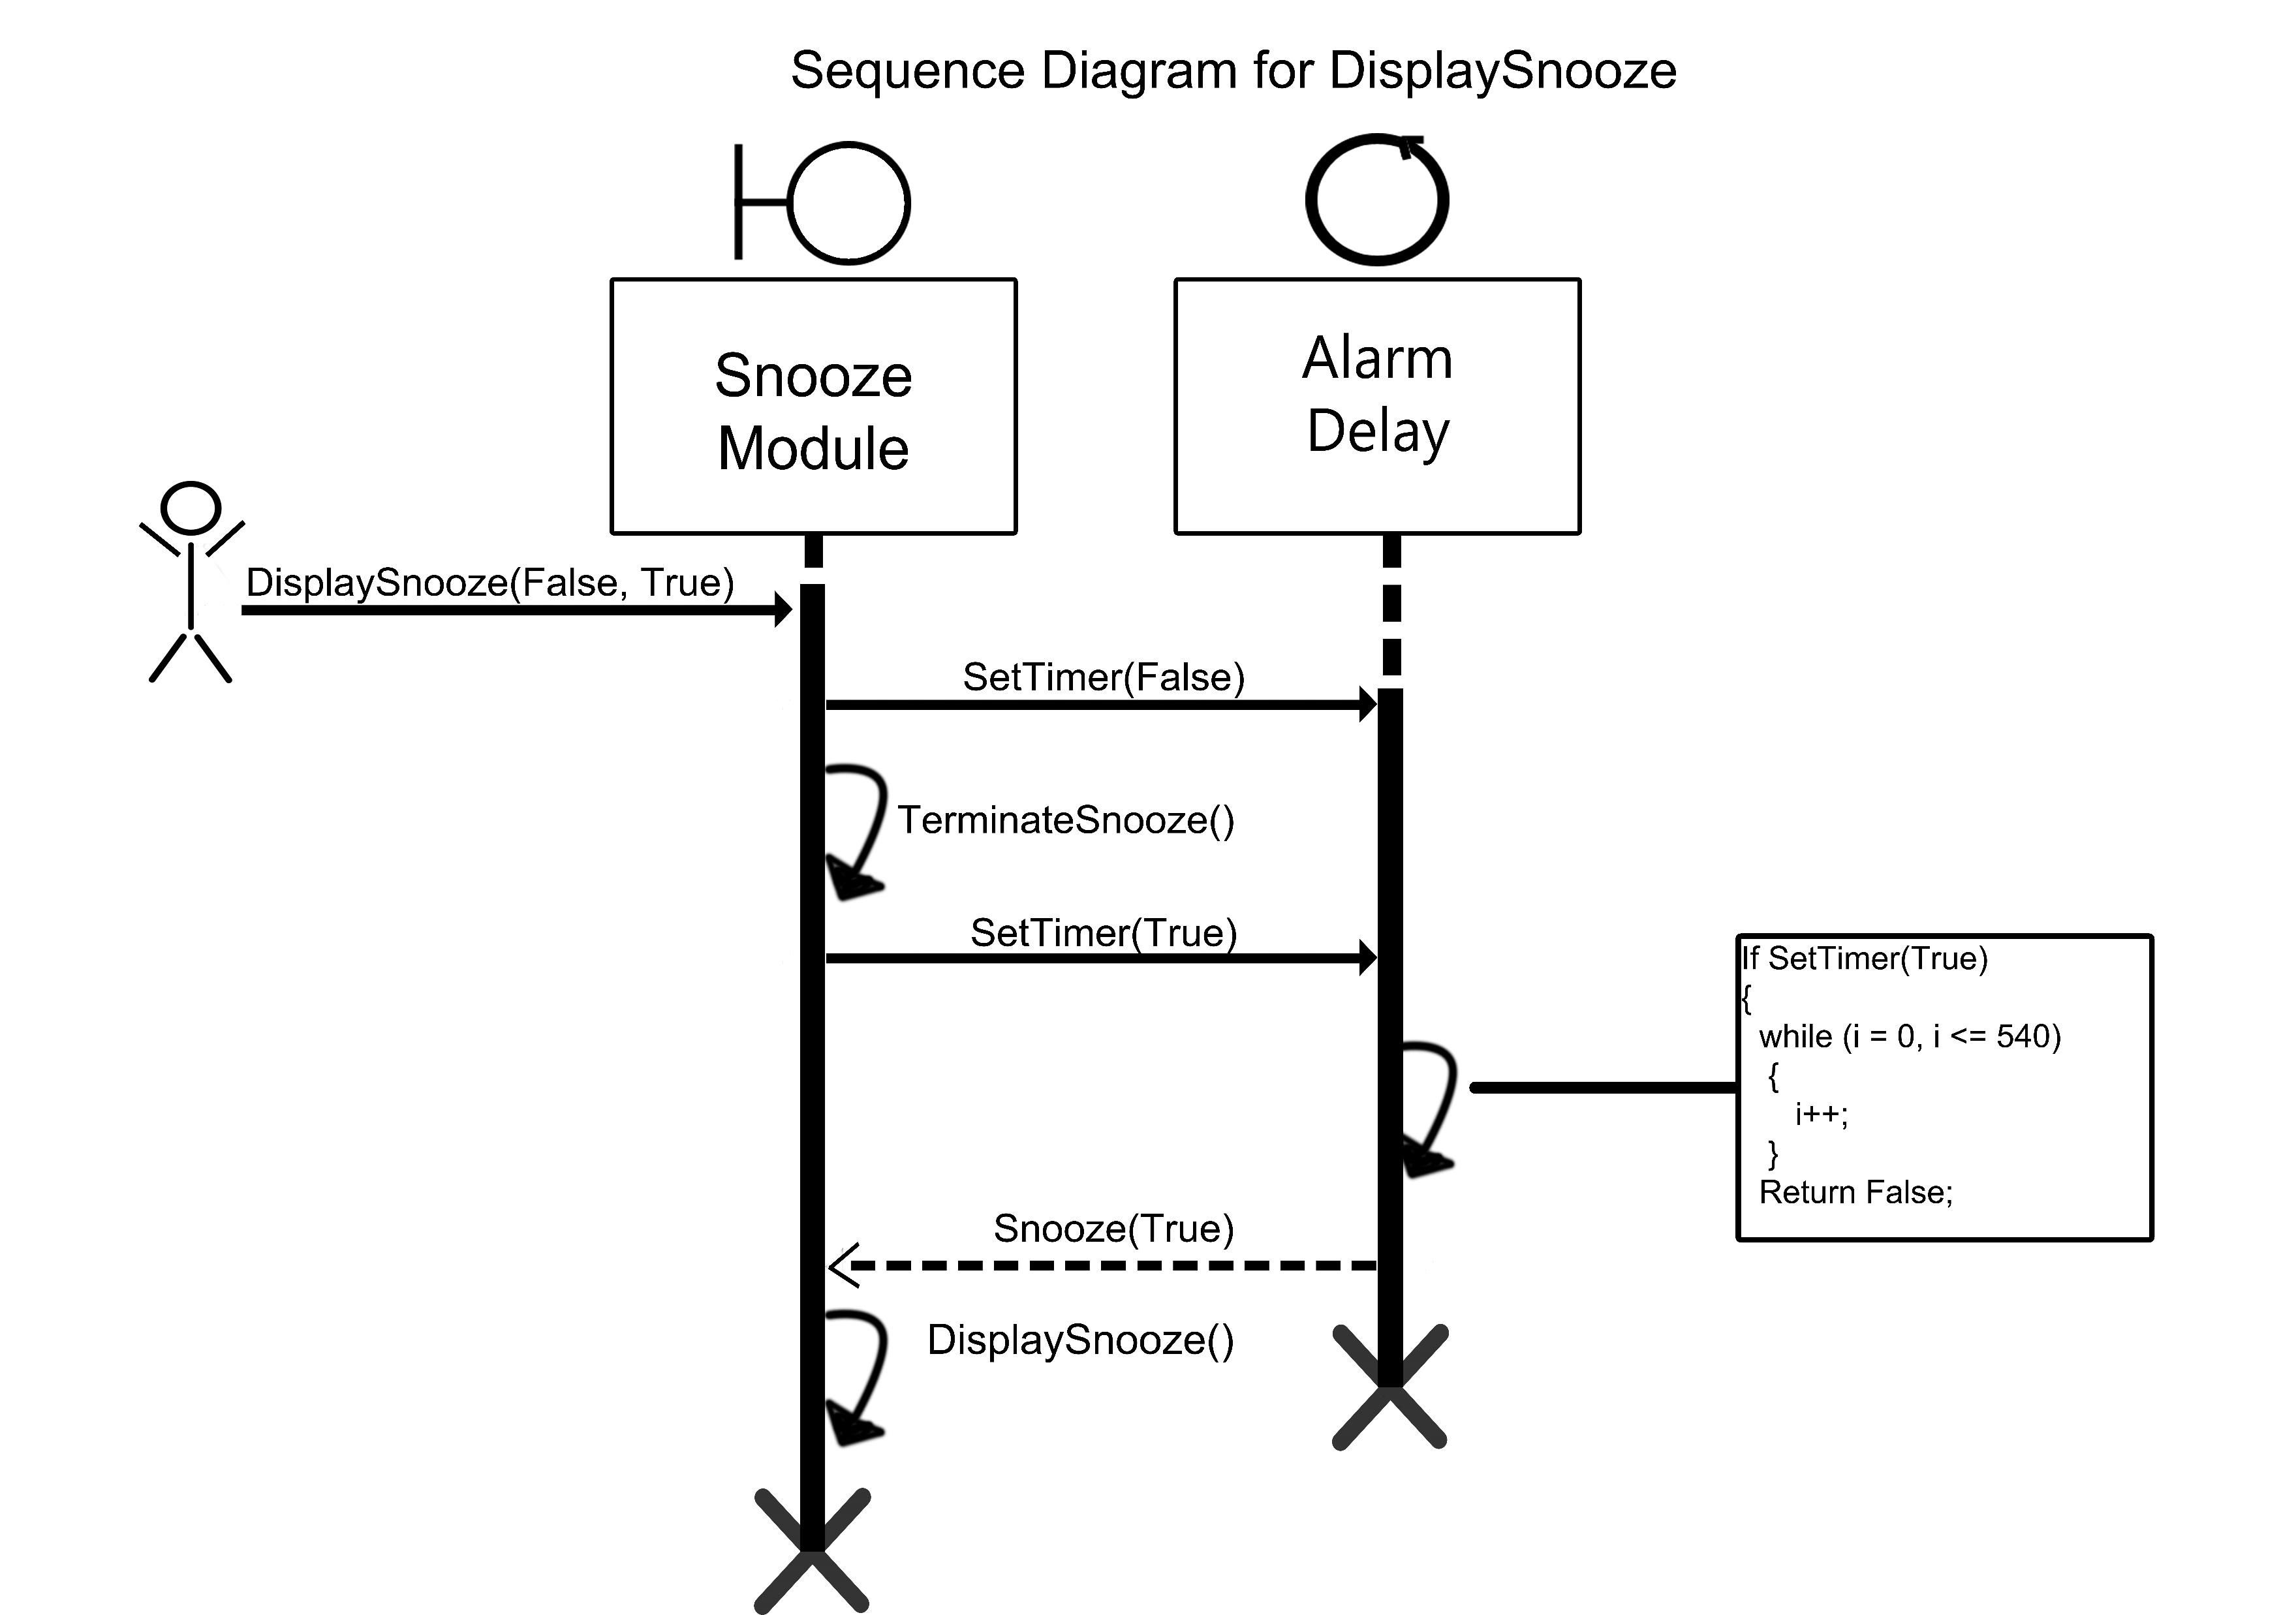 Sequence Diagram for DisplaySnooze
Snooze
Module
Alarm
Delay
DisplaySnooze(False, True)
SetTimer(False)
TerminateSnooze()
SetTimer(True)
If SetTimer(True)
{
while (i = 0, i <= 540)
{
i++;
}
Return False;
Snooze(True)
DisplaySnooze()